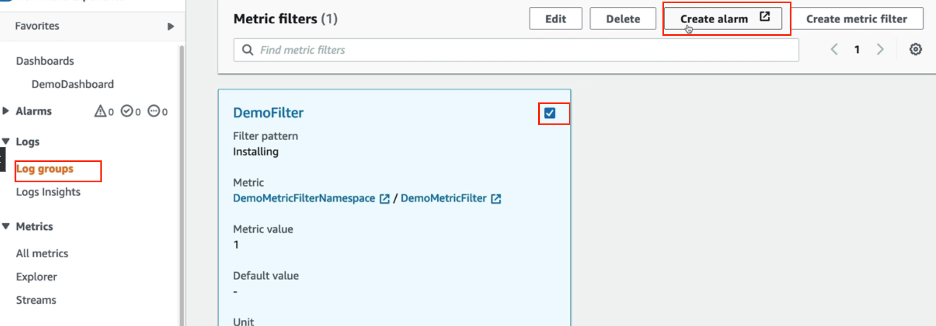 Favorites
Dashboards
DemoDashboard
Alarms 0 0 0
Logs
Log groups
Logs Insights
Metrics
All metrics
Explorer
Streams
Metric filters (1)
Edit
Delete
Create alarm
Create metric filter
Find metric filters
1
DemoFilter
Filter pattern
Installing
Metric
DemoMetricFilterNamespace / DemoMetricFilter
Metric value
1
Default value
-
Unit